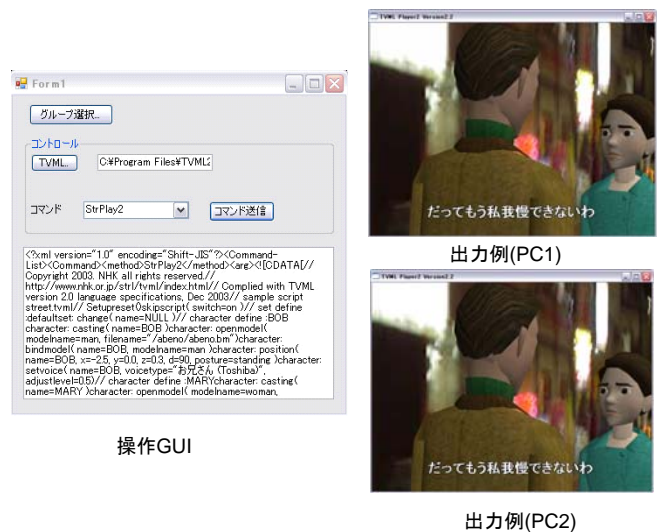 Form1
グループ選択...
コントロール
TVML...
C:¥Program Files¥TVML2
コマンド
StrPlay2
コマンド送信
<?xml version="1.0" encoding="Shift-JIS"?><Command-
List><Command><method>StrPlay2</method><arg><![CDATA[//
Copyright 2003. NHK all rights reserved.//
http://www.nhk.or.jp/strl/tvml/index.html// Complied with TVML
version 2.0 language specifications, Dec 2003// sample script
street.tvml// Setupreset()skipscript( switch=on )// set define
:defaultset: change( name=NULL )// character define :BOB
character: casting( name=BOB )character: openmodel(
modelname=man, filename="/abeno/abeno.bm")character:
bindmodel( name=BOB, modelname=man )character: position(
name=BOB, x=-2.5, y=0.0, z=0.3, d=90, posture=standing )character:
setvoice( name=BOB, voicetype="お兄さん (Toshiba)",
adjustlevel=0.5)// character define :MARYcharacter: casting(
name=MARY )character: openmodel( modelname=woman,
操作GUI
TVML Player2 Version2.2
だってもう私我慢できないわ
出力例(PC1)
TVML Player2 Version2.2
だってもう私我慢できないわ
出力例(PC2)